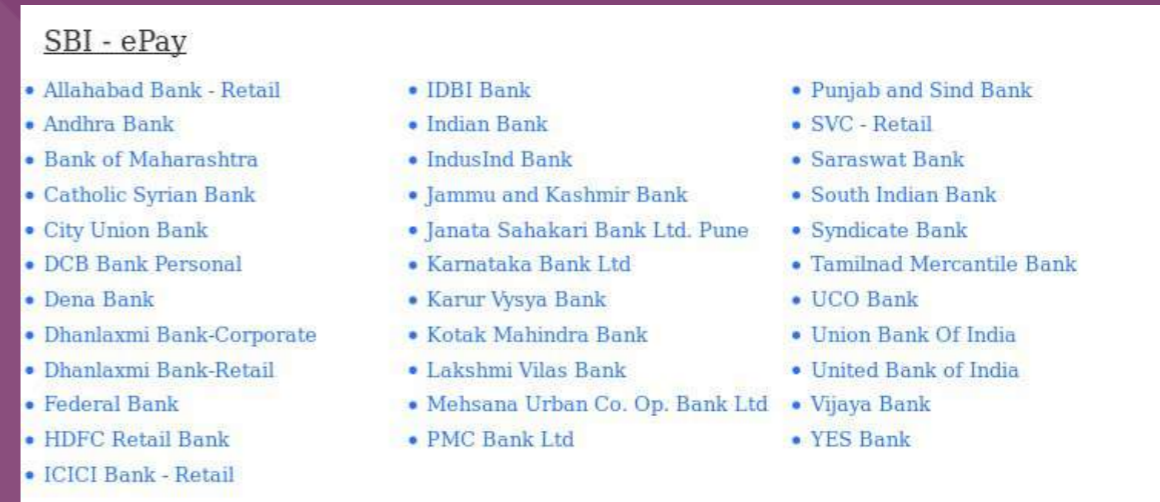 SBI - ePay
Allahabad Bank - Retail
Andhra Bank
Bank of Maharashtra
Catholic Syrian Bank
City Union Bank
DCB Bank Personal
Dena Bank
Dhanlaxmi Bank-Corporate
Dhanlaxmi Bank-Retail
Federal Bank
HDFC Retail Bank
ICICI Bank - Retail
IDBI Bank
Indian Bank
IndusInd Bank
Jammu and Kashmir Bank
Janata Sahakari Bank Ltd. Pune
Karnataka Bank Ltd
Karur Vysya Bank
Kotak Mahindra Bank
Lakshmi Vilas Bank
Mehsana Urban Co. Op. Bank Ltd
PMC Bank Ltd
Punjab and Sind Bank
SVC - Retail
Saraswat Bank
South Indian Bank
Syndicate Bank
Tamilnad Mercantile Bank
UCO Bank
Union Bank Of India
United Bank of India
Vijaya Bank
YES Bank